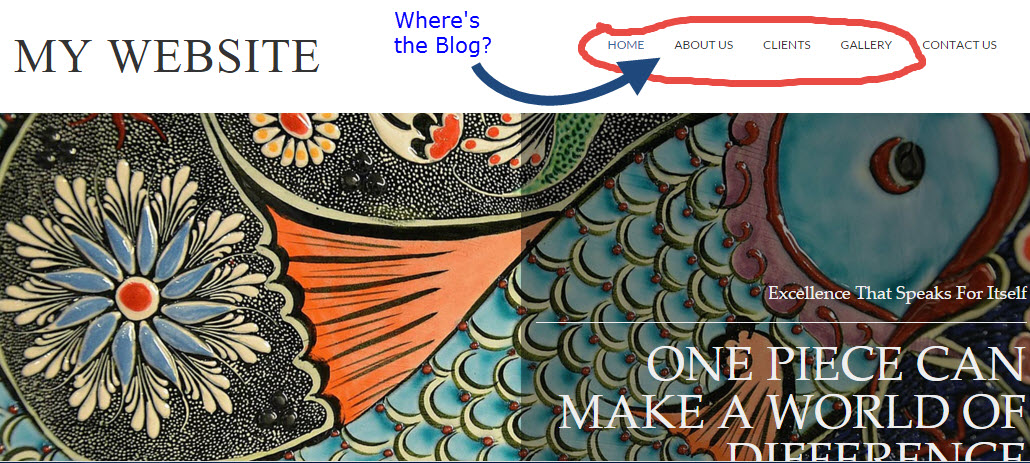 MY WEBSITE
Where's
the Blog?
HOME ABOUT US CLIENTS GALLERY CONTACT US
Excellence That Speaks For Itself
ONE PIECE CAN
MAKE A WORLD OF
DIFFERENCE